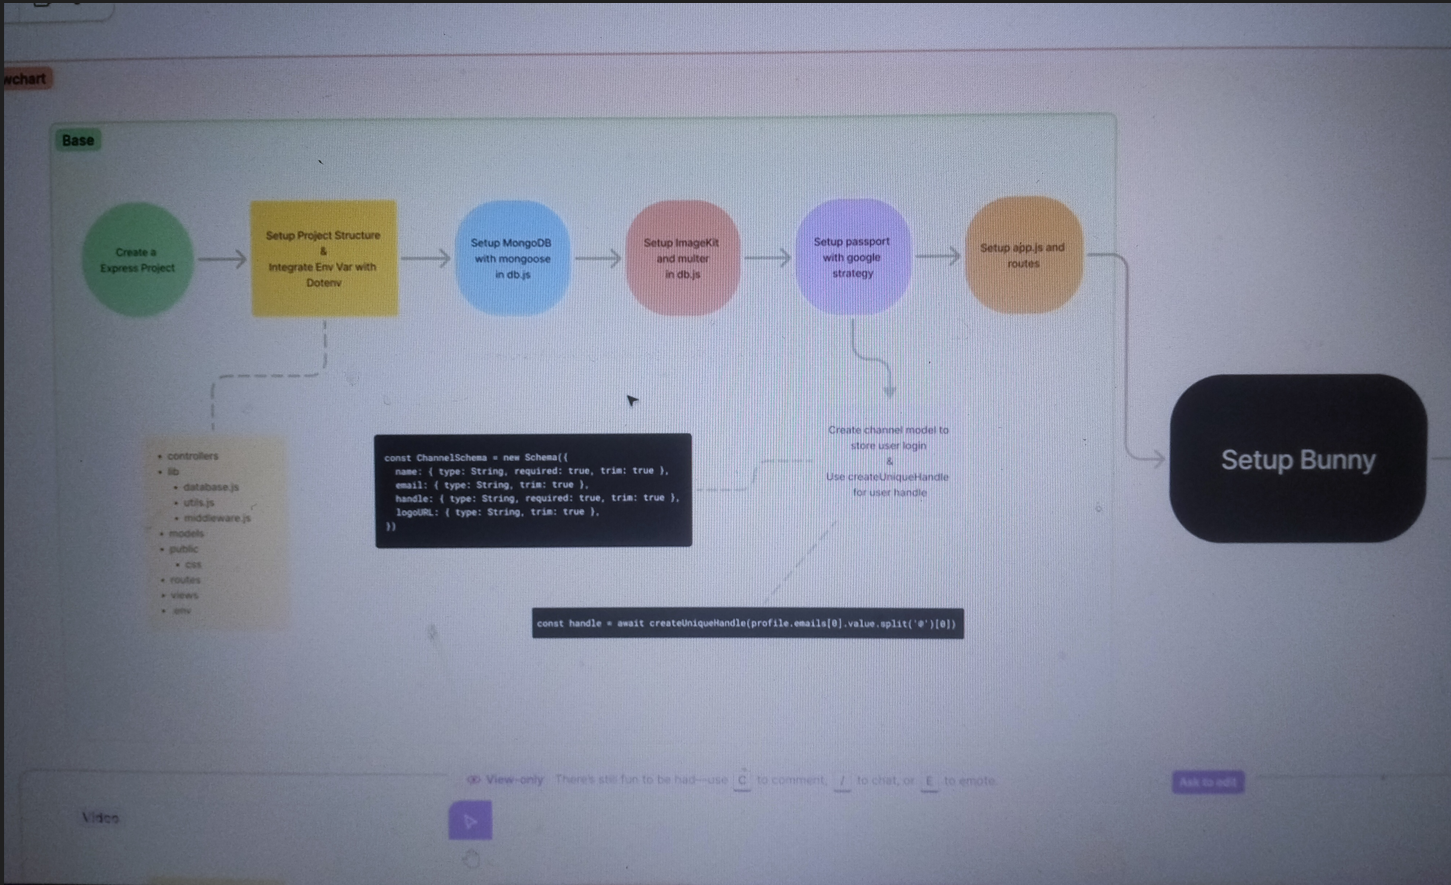 wchart
Base
Create a
Express Project
Setup Project Structure
&
Integrate Env Var with
Dotenv
Setup MongoDB
with mongoose
in db.js
Setup ImageKit
and multer
in db.js
Setup passport
with google
strategy
Setup app.js and
routes
Setup Bunny
• controllers
• lib
• database.js
• utils.js
• middleware.js
• models
• public
• css
• routes
• views
• env
const ChannelSchema = new Schema({
name: { type: String, required: true, trim: true },
email: { type: String, trim: true },
handle: { type: String, required: true, trim: true },
logoURL: { type: String, trim: true },
})
Create channel model to
store user login
&
Use createUniqueHandle
for user handle
const handle = await createUniqueHandle(profile.emails[0].value.split('@')[0])
View-only There's still fun to be had—use C to comment, / to chat, or E to emote.
Ask to edit
Video